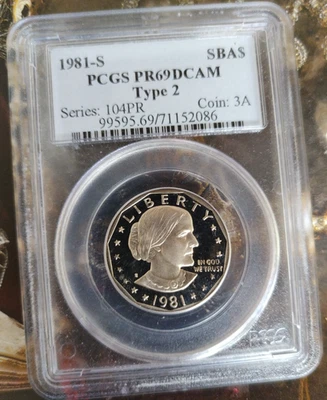 1981-S SBA$
PCGS PR69DCAM
Type 2
Series: 104PR Coin: 3A
99595.69/71152086
LIBERTY
IN GOD
WE TRUST
S
1981
PCGS